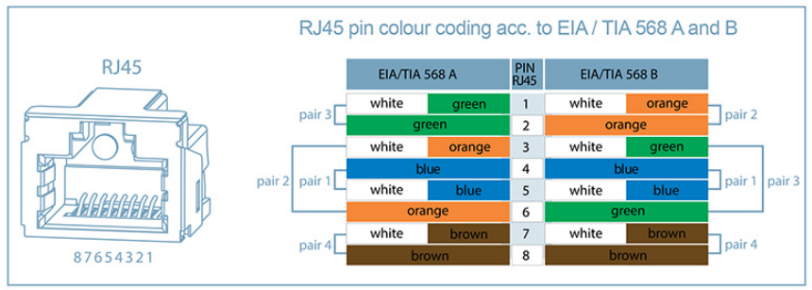 RJ45 pin colour coding acc. to EIA / TIA 568 A and B
RJ45
87654321
EIA/TIA 568 A PIN RJ45 EIA/TIA 568 B
white green 1 white orange
pair 3 pair 2
green 2 orange
white orange 3 white green
blue 4 blue
pair 2 pair 1 pair 1 pair 3
white blue 5 white blue
orange 6 green
white brown 7 white brown
pair 4 pair 4
brown 8 brown